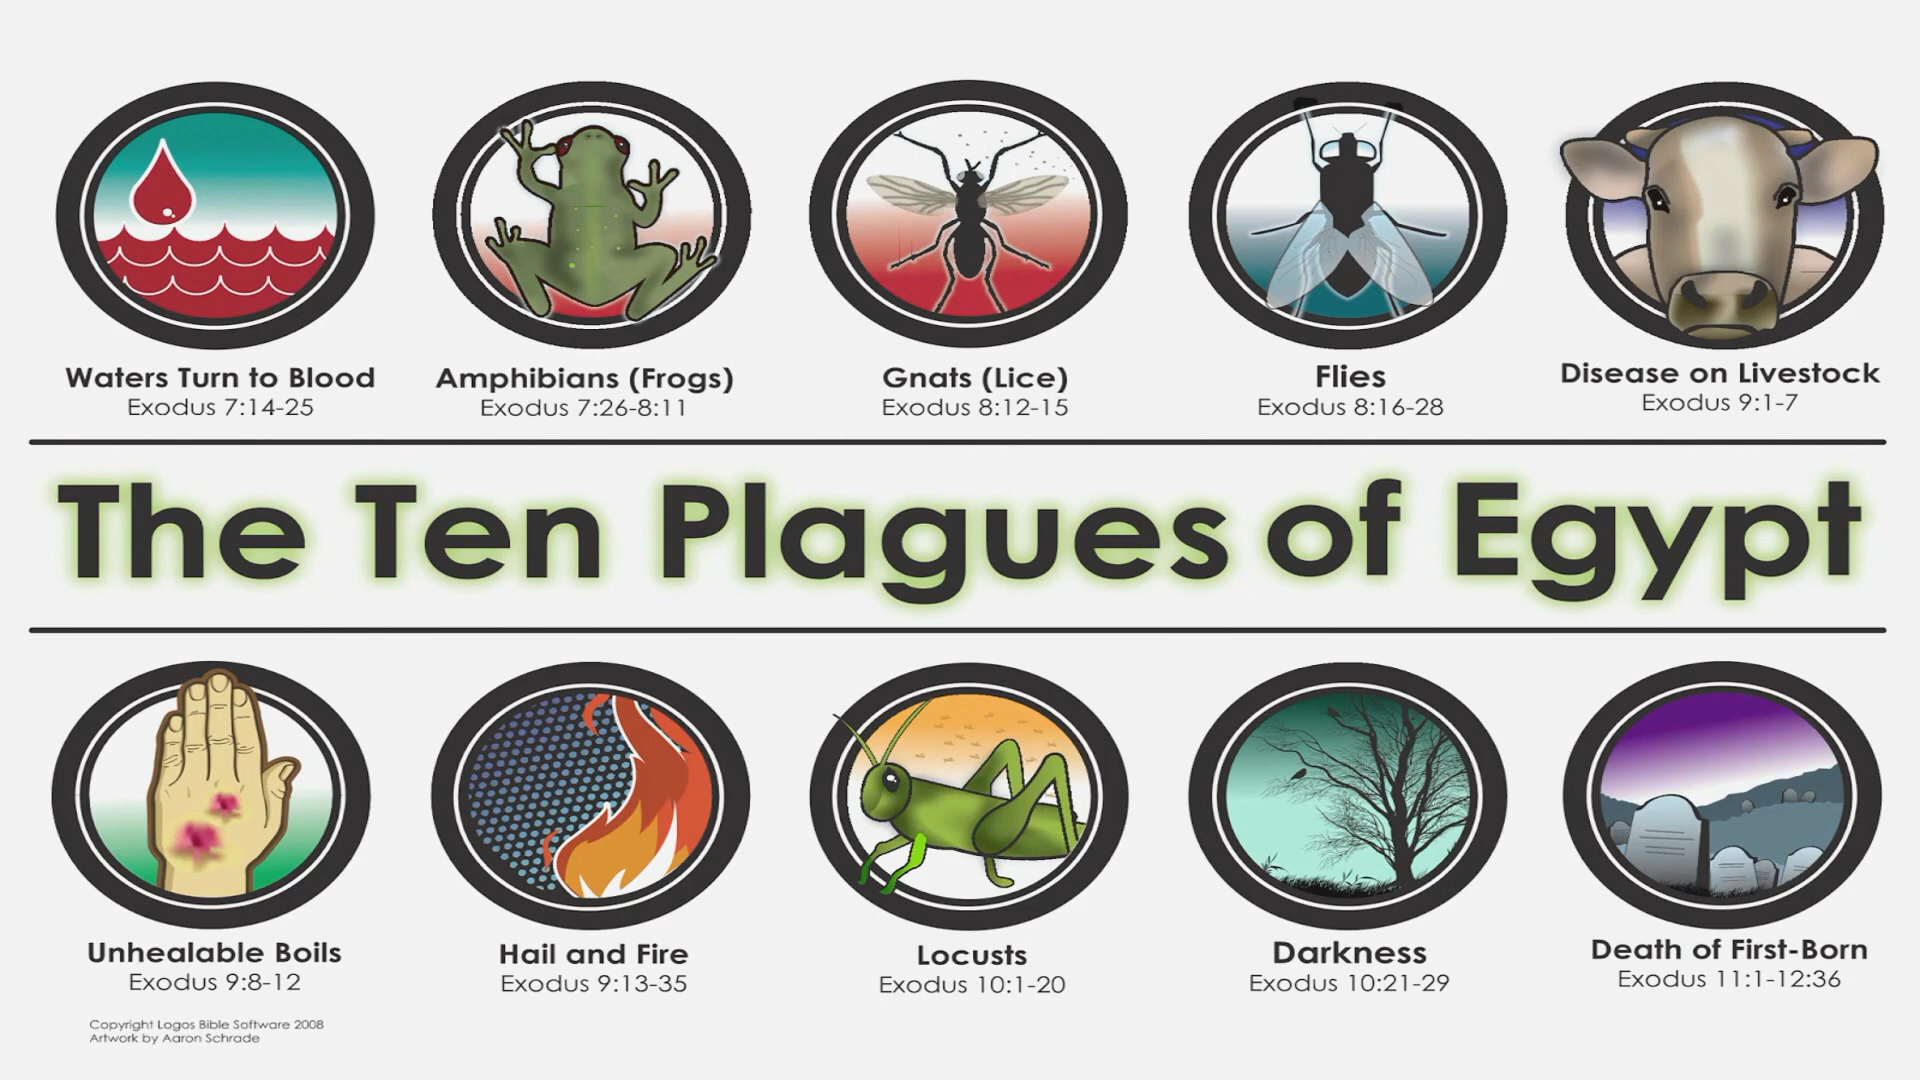 Waters Turn to Blood
Exodus 7:14-25
Amphibians (Frogs)
Exodus 7:26-8:11
Gnats (Lice)
Exodus 8:12-15
Flies
Exodus 8:16-28
Disease on Livestock
Exodus 9:1-7
The Ten Plagues of Egypt
Unhealable Boils
Exodus 9:8-12
Hail and Fire
Exodus 9:13-35
Locusts
Exodus 10:1-20
Darkness
Exodus 10:21-29
Death of First-Born
Exodus 11:1-12:36
Copyright Logos Bible Software 2008
Artwork by Aaron Schrade